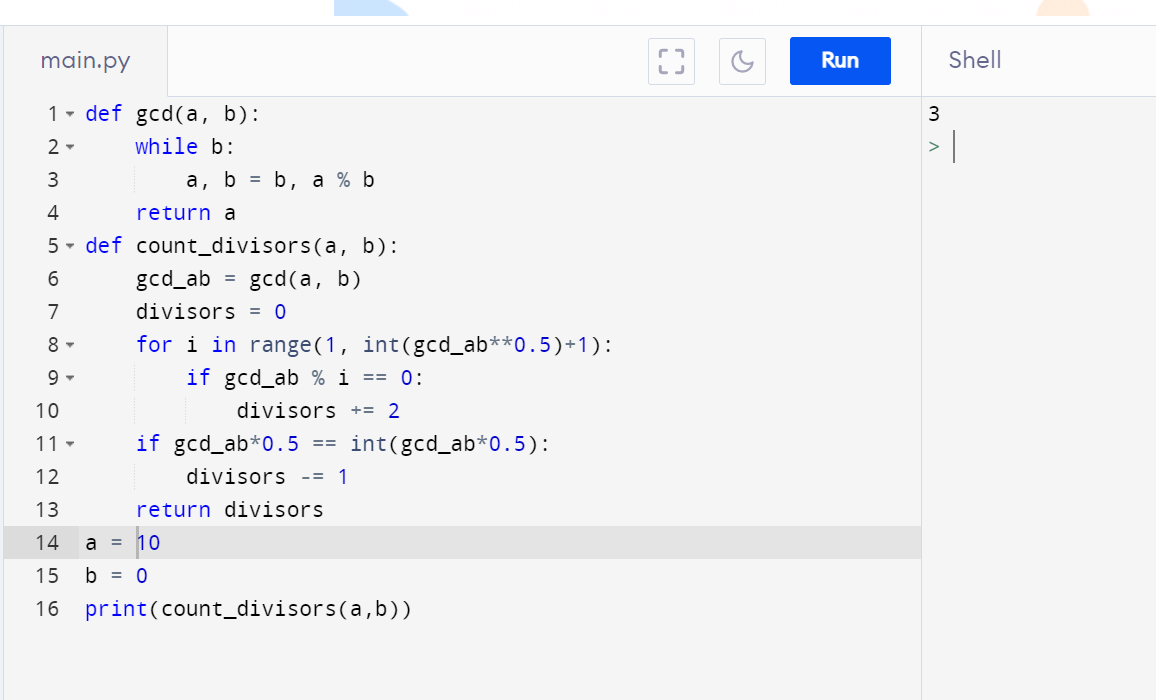 main.py
Run
Shell
1 def gcd(a, b):
2     while b:
3         a, b = b, a % b
4     return a
5 def count_divisors(a, b):
6     gcd_ab = gcd(a, b)
7     divisors = 0
8     for i in range(1, int(gcd_ab**0.5)+1):
9         if gcd_ab % i == 0:
10             divisors += 2
11     if gcd_ab*0.5 == int(gcd_ab*0.5):
12         divisors -= 1
13     return divisors
14 a = 10
15 b = 0
16 print(count_divisors(a,b))
3
>